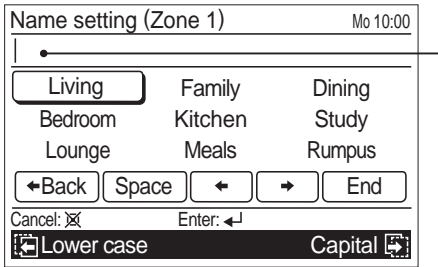 Name setting (Zone 1) Mo 10:00
Living Family Dining
Bedroom Kitchen Study
Lounge Meals Rumpus
←Back Space ← → End
Cancel: Enter:
Lower case Capital